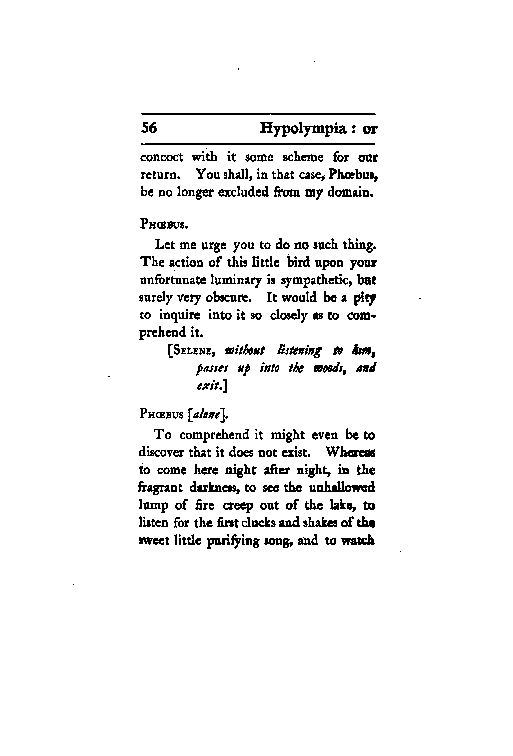 56 Hypolympia : or
concoct with it some scheme for our
return. You shall, in that case, Phœbus,
be no longer excluded from my domain.
Phœbus.
Let me urge you to do no such thing.
The action of this little bird upon your
unfortunate luminary is sympathetic, but
surely very obscure. It would be a pity
to inquire into it so closely as to com-
prehend it.
[Selene, without listening to him,
passes up into the woods, and
exit.]
Phœbus [alone].
To comprehend it might even be to
discover that it does not exist. Whereas
to come here night after night, in the
fragrant darkness, to see the unhallowed
lump of fire creep out of the lake, to
listen for the first clucks and shakes of the
sweet little purifying song, and to watch